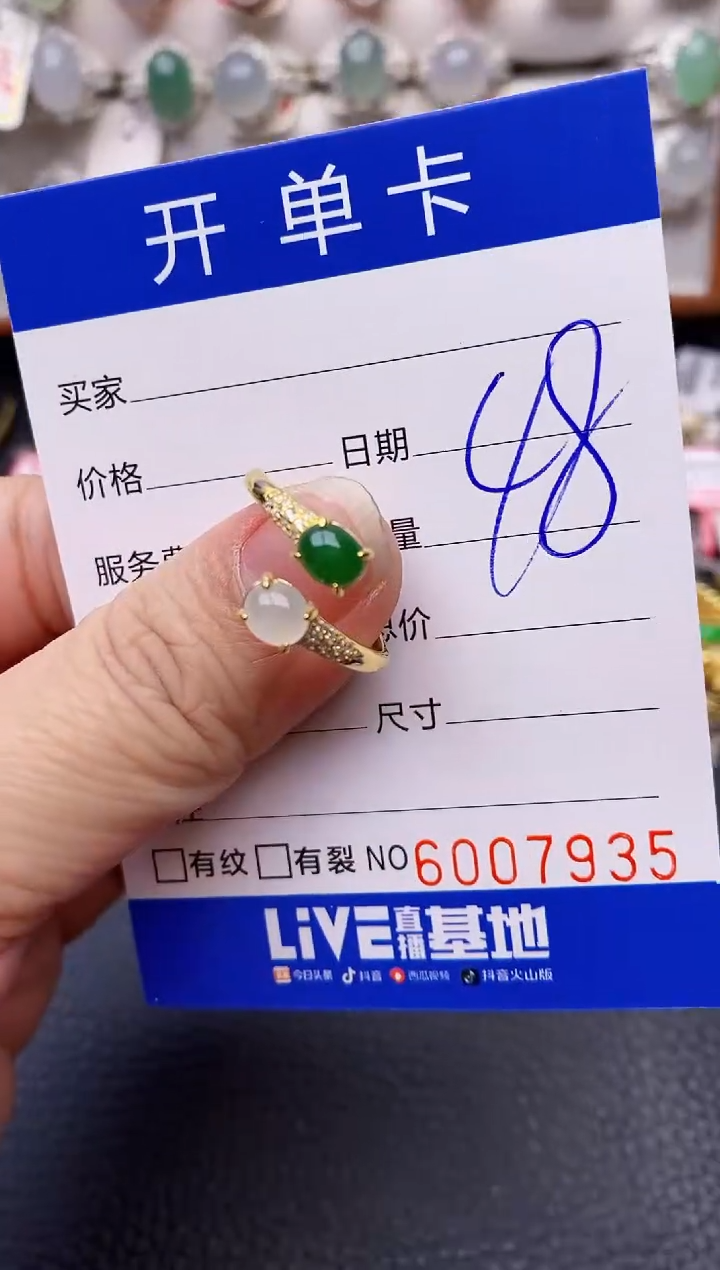 开单卡
买家
价格 日期
48
服务 量
价
尺寸
有纹 有裂 NO 6007935
LiVE直播基地
今日头条 抖音 西瓜视频 抖音火山版